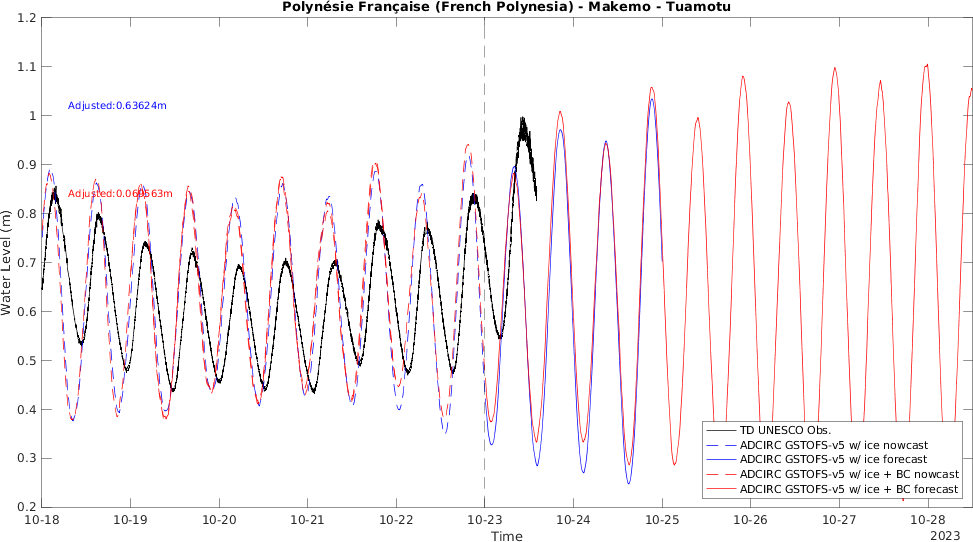 Polynésie Française (French Polynesia) - Makemo - Tuamotu
1.2
1.1
1
0.9
0.8
0.7
0.6
0.5
0.4
0.3
0.2
Water Level (m)
Adjusted:0.63624m
Adjusted:0.069563m
TD UNESCO Obs.
ADCIRC GSTOFS-v5 w/ ice nowcast
ADCIRC GSTOFS-v5 w/ ice forecast
ADCIRC GSTOFS-v5 w/ ice + BC nowcast
ADCIRC GSTOFS-v5 w/ ice + BC forecast
10-18 10-19 10-20 10-21 10-22 10-23 10-24 10-25 10-26 10-27 10-28
Time
2023